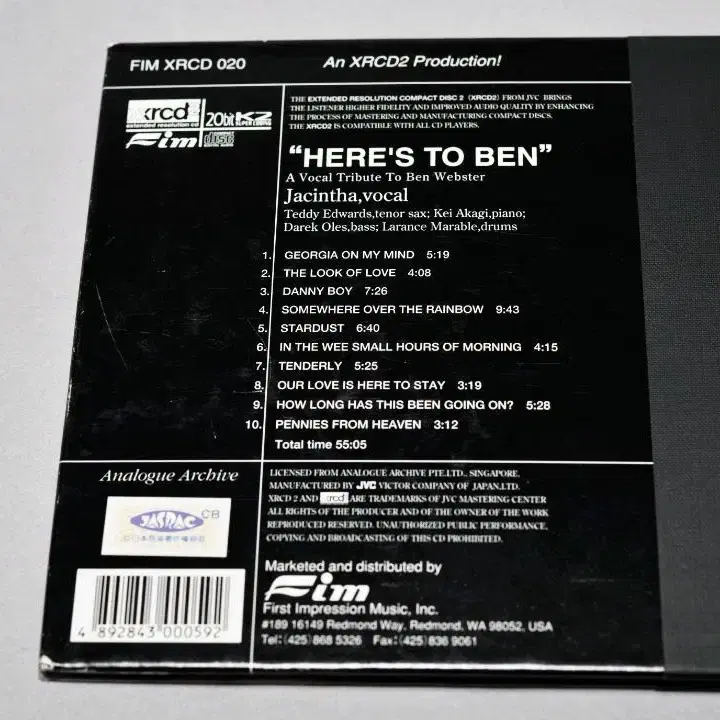 FIM XRCD 020
An XRCD2 Production!
xrcd
extended resolution cd
20bit K2
SUPER CODING
Fim
COMPACT
disc
DIGITAL AUDIO
THE EXTENDED RESOLUTION COMPACT DISC 2 (XRCD2) FROM JVC BRINGS
THE LISTENER HIGHER FIDELITY AND IMPROVED AUDIO QUALITY BY ENHANCING
THE PROCESS OF MASTERING AND MANUFACTURING COMPACT DISCS.
THE XRCD2 IS COMPATIBLE WITH ALL CD PLAYERS.
“HERE'S TO BEN”
A Vocal Tribute To Ben Webster
Jacintha,vocal
Teddy Edwards,tenor sax; Kei Akagi,piano;
Darek Oles,bass; Larance Marable,drums
1. GEORGIA ON MY MIND 5:19
2. THE LOOK OF LOVE 4:08
3. DANNY BOY 7:26
4. SOMEWHERE OVER THE RAINBOW 9:43
5. STARDUST 6:40
6. IN THE WEE SMALL HOURS OF MORNING 4:15
7. TENDERLY 5:25
8. OUR LOVE IS HERE TO STAY 3:19
9. HOW LONG HAS THIS BEEN GOING ON? 5:28
10. PENNIES FROM HEAVEN 3:12
Total time 55:05
Analogue Archive
JASRAC
CB
LICENSED FROM ANALOGUE ARCHIVE PTE.LTD., SINGAPORE.
MANUFACTURED BY JVC VICTOR COMPANY OF JAPAN,LTD.
XRCD 2 AND xrcd ARE TRADEMARKS OF JVC MASTERING CENTER
ALL RIGHTS OF THE PRODUCER AND OF THE OWNER OF THE WORK
REPRODUCED RESERVED. UNAUTHORIZED PUBLIC PERFORMANCE,
COPYING AND BROADCASTING OF THIS CD PROHIBITED.
Marketed and distributed by
Fim
First Impression Music, Inc.
#189 16149 Redmond Way, Redmond, WA 98052, USA
Tel:(425) 868 5326 Fax:(425) 836 9061
4 892843 000592